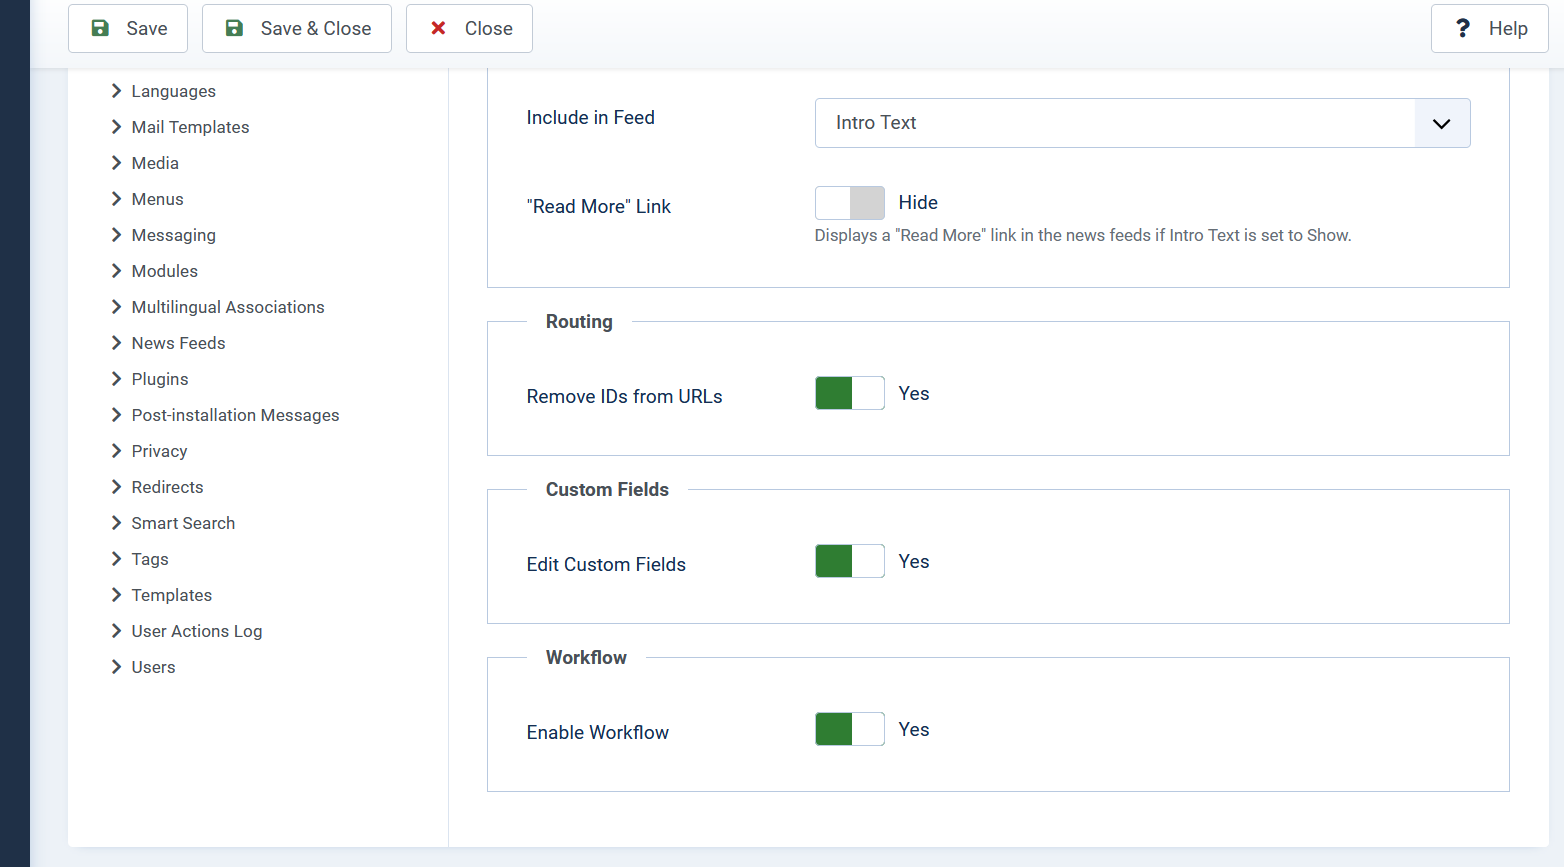 Save
Save & Close
Close
? Help
Languages
Mail Templates
Media
Menus
Messaging
Modules
Multilingual Associations
News Feeds
Plugins
Post-installation Messages
Privacy
Redirects
Smart Search
Tags
Templates
User Actions Log
Users
Include in Feed
Intro Text
"Read More" Link
Hide
Displays a "Read More" link in the news feeds if Intro Text is set to Show.
Routing
Remove IDs from URLs
Yes
Custom Fields
Edit Custom Fields
Yes
Workflow
Enable Workflow
Yes